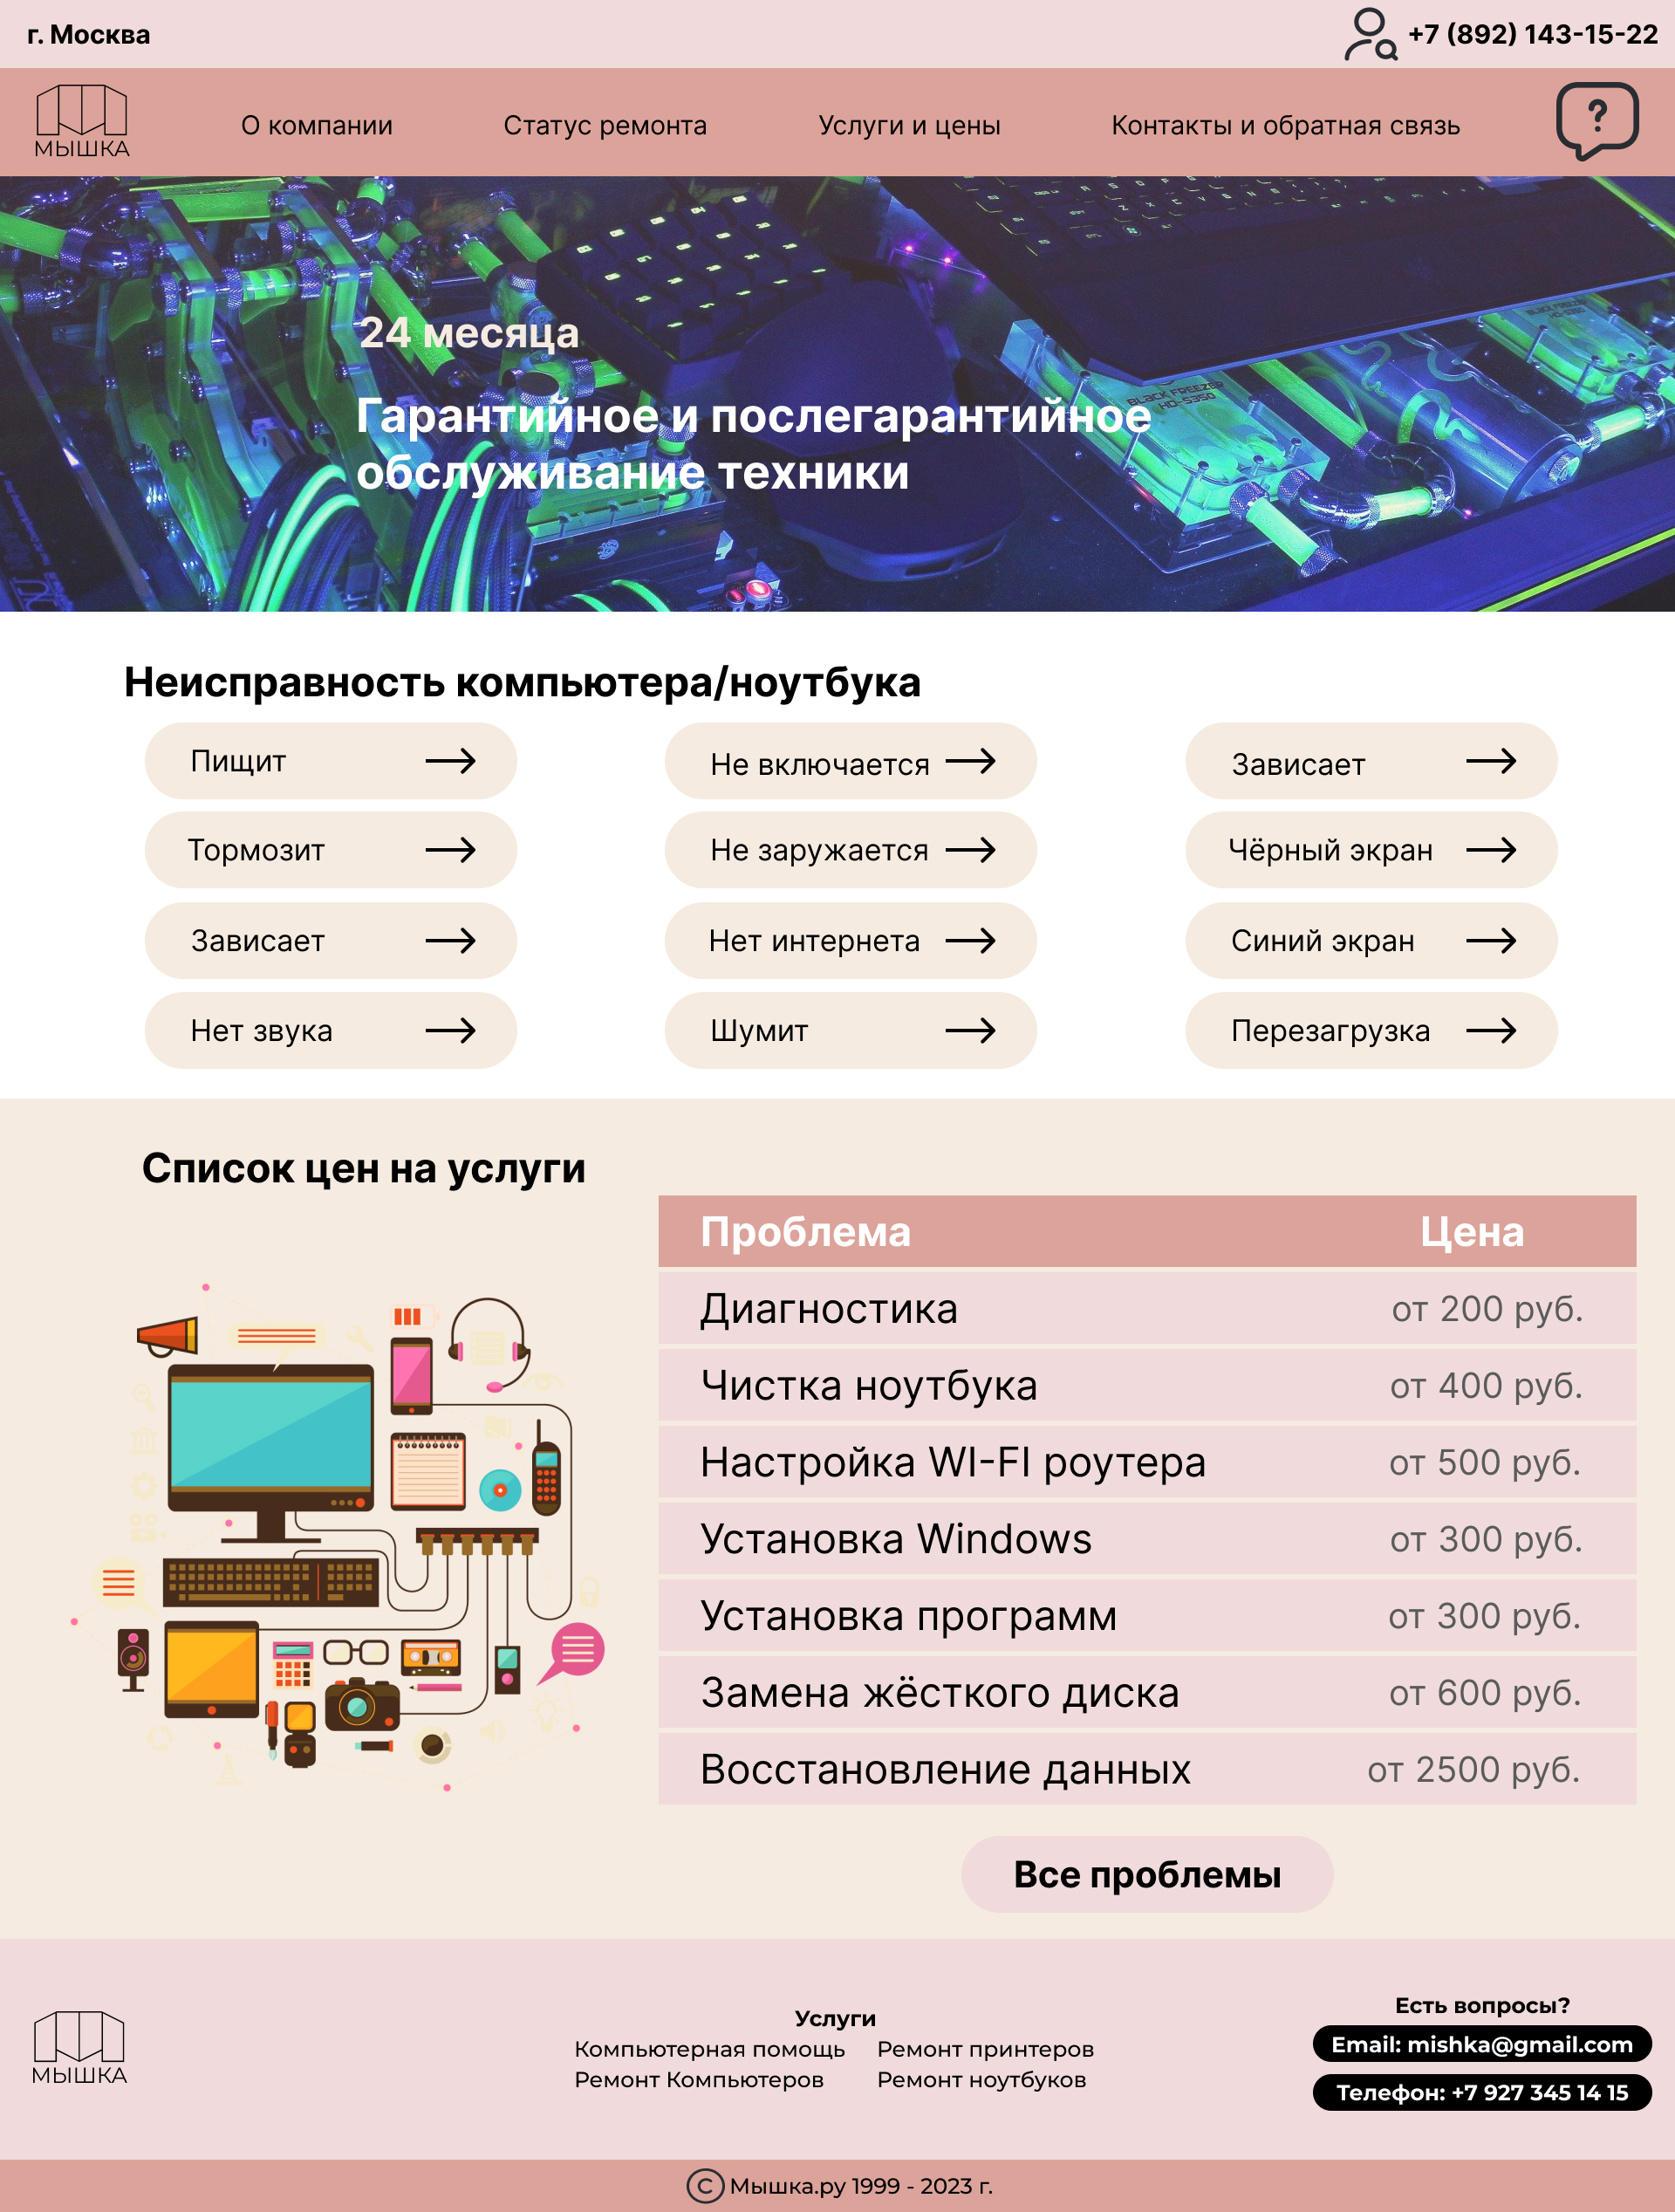 г. Москва
+7 (892) 143-15-22
МЫШКА
О компании
Статус ремонта
Услуги и цены
Контакты и обратная связь
?
24 месяца
Гарантийное и послегарантийное
обслуживание техники
BLACK FREEZER
HD-S350
Неисправность компьютера/ноутбука
Пищит
Не включается
Зависает
Тормозит
Не заружается
Чёрный экран
Зависает
Нет интернета
Синий экран
Нет звука
Шумит
Перезагрузка
Список цен на услуги
Проблема Цена
Диагностика от 200 руб.
Чистка ноутбука от 400 руб.
Настройка WI-FI роутера от 500 руб.
Установка Windows от 300 руб.
Установка программ от 300 руб.
Замена жёсткого диска от 600 руб.
Восстановление данных от 2500 руб.
Все проблемы
МЫШКА
Услуги
Компьютерная помощь Ремонт принтеров
Ремонт Компьютеров Ремонт ноутбуков
Есть вопросы?
Email: mishka@gmail.com
Телефон: +7 927 345 14 15
© Мышка.ру 1999 - 2023 г.